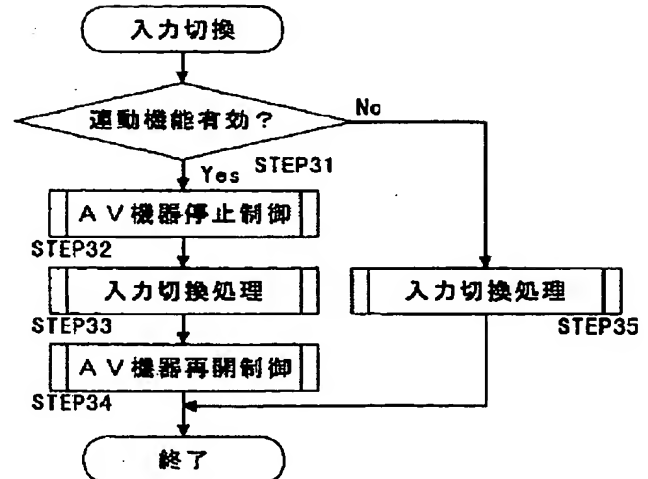 入力切換
連動機能有効?
No
Yes
STEP31
AV機器停止制御
STEP32
入力切換処理
入力切換処理
STEP33
STEP35
AV機器再開制御
STEP34
終了